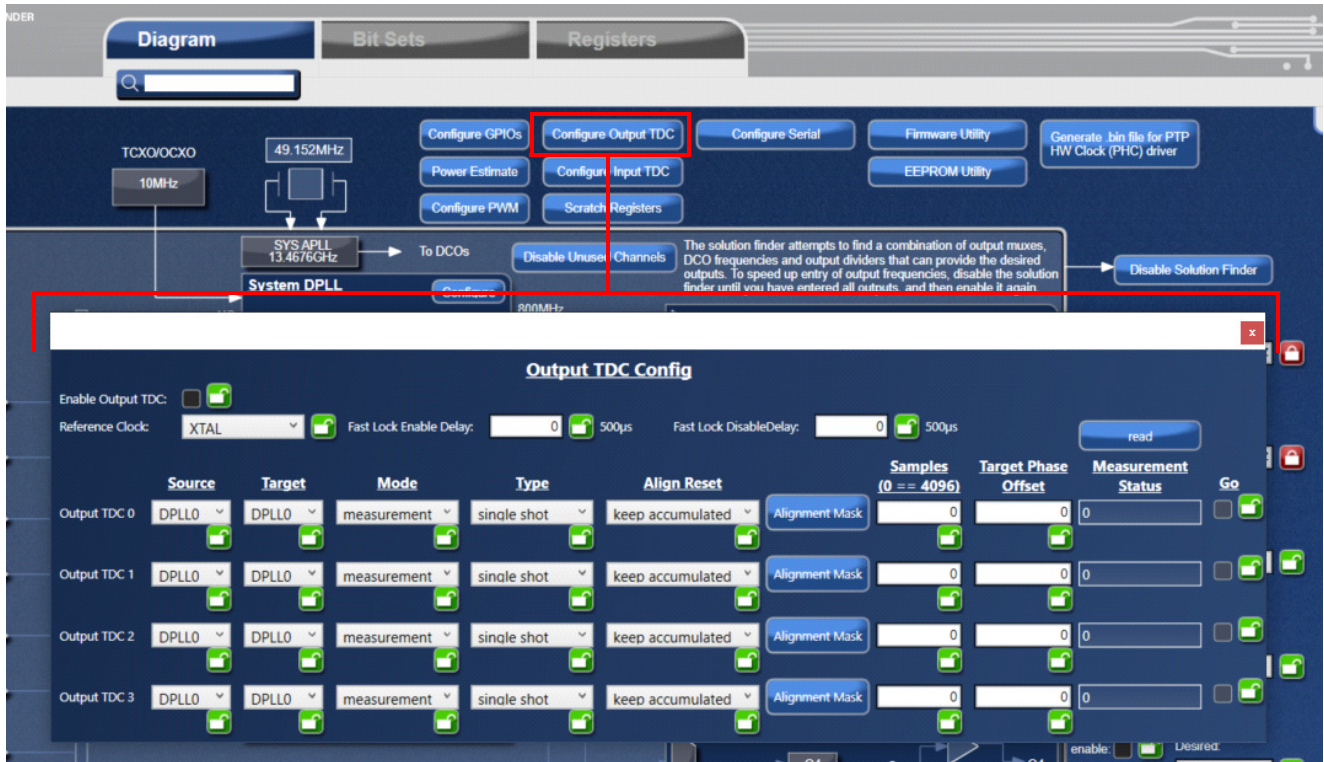 NDER
Diagram
Bit Sets
Registers
Configure GPIOs
Configure Output TDC
Configure Serial
Firmware Utility
Generate .bin file for PTP
HW Clock (PHC) driver
TCXO/OCXO
49.152MHz
10MHz
Power Estimate
Configure Input TDC
EEPROM Utility
Configure PWM
Scratch Registers
SYS APLL
13.4676GHz
To DCOs
Disable Unused Channels
The solution finder attempts to find a combination of output muxes,
DCO frequencies and output dividers that can provide the desired
outputs. To speed up entry of output frequencies, disable the solution
finder until you have entered all outputs, and then enable it again.
Disable Solution Finder
System DPLL
Configure
800MHz
x
Output TDC Config
Enable Output TDC:
Reference Clock: XTAL Fast Lock Enable Delay: 0 500µs Fast Lock DisableDelay: 0 500µs
read
Source Target Mode Type Align Reset Samples (0 == 4096) Target Phase Offset Measurement Status Go
Output TDC 0 DPLL0 DPLL0 measurement single shot keep accumulated Alignment Mask 0 0 0
Output TDC 1 DPLL0 DPLL0 measurement single shot keep accumulated Alignment Mask 0 0 0
Output TDC 2 DPLL0 DPLL0 measurement single shot keep accumulated Alignment Mask 0 0 0
Output TDC 3 DPLL0 DPLL0 measurement single shot keep accumulated Alignment Mask 0 0 0
enable:
Desired: